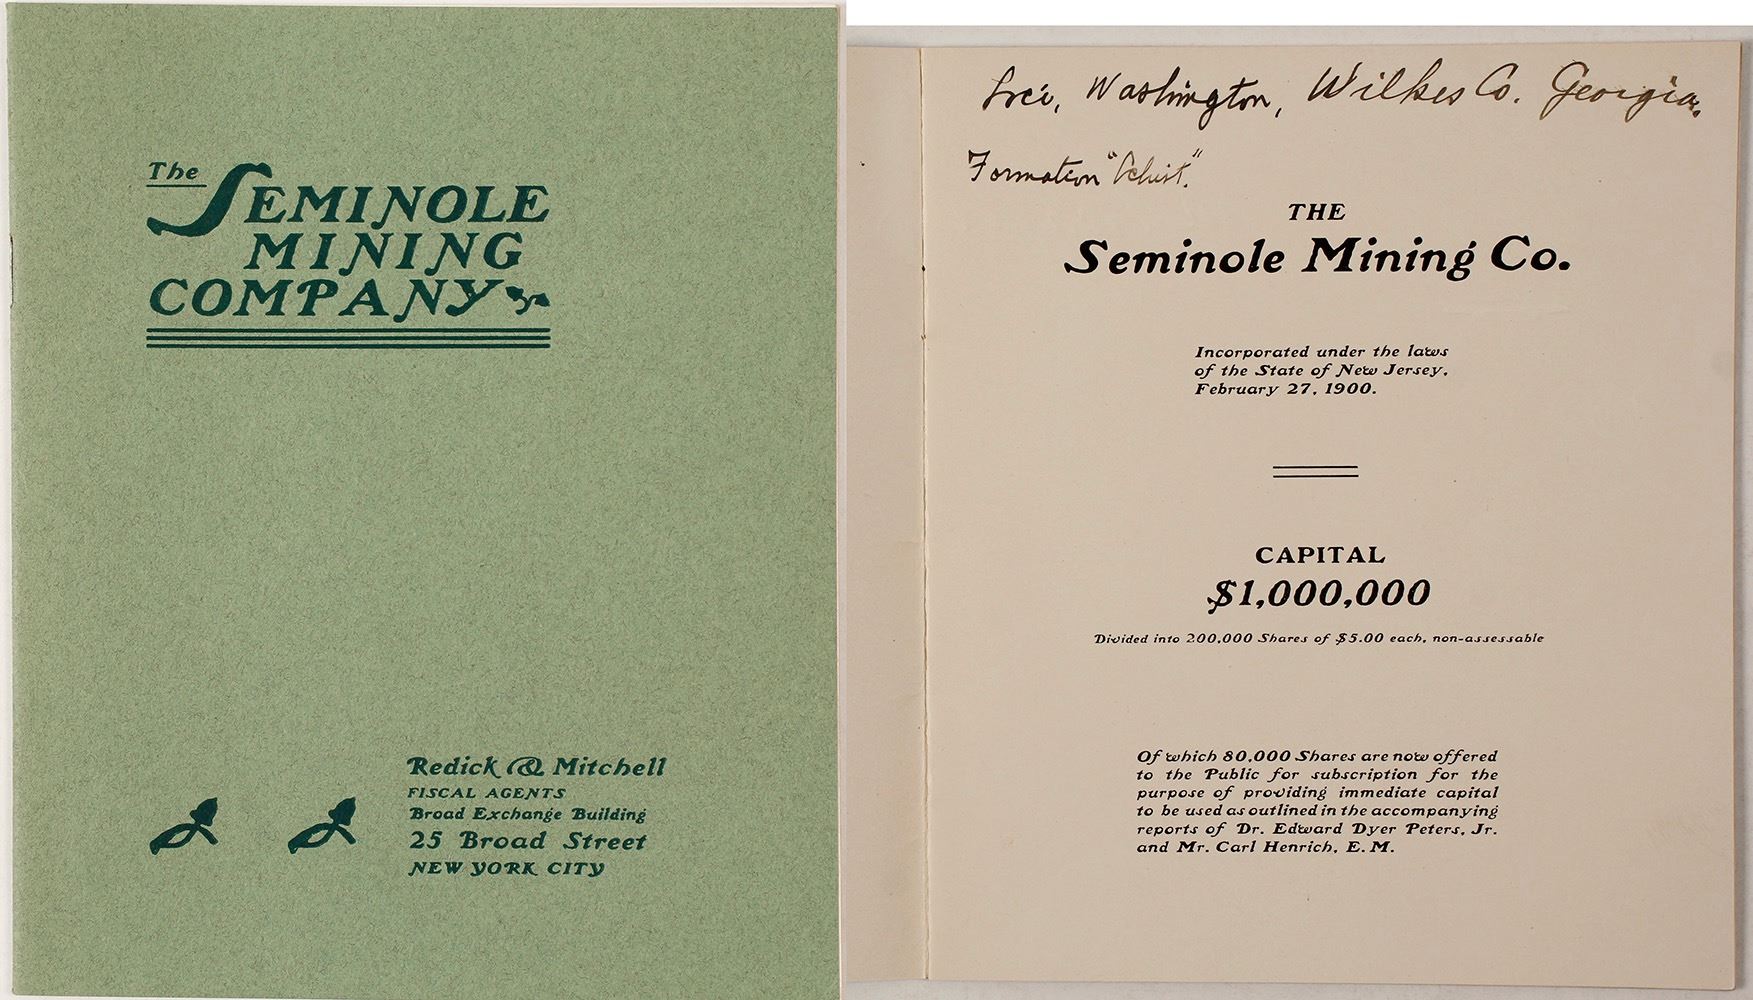 The SEMINOLE
MINING
COMPANY
Redick & Mitchell
FISCAL AGENTS
Broad Exchange Building
25 Broad Street
NEW YORK CITY
Washington, Wilkes Co. Georgia.
Formation "Schist".
THE
Seminole Mining Co.
Incorporated under the laws
of the State of New Jersey,
February 27, 1900.
CAPITAL
$1,000,000
Divided into 200,000 Shares of $5.00 each, non-assessable
Of which 80,000 Shares are now offered
to the Public for subscription for the
purpose of providing immediate capital
to be used as outlined in the accompanying
reports of Dr. Edward Dyer Peters, Jr.
and Mr. Carl Henrich, E. M.